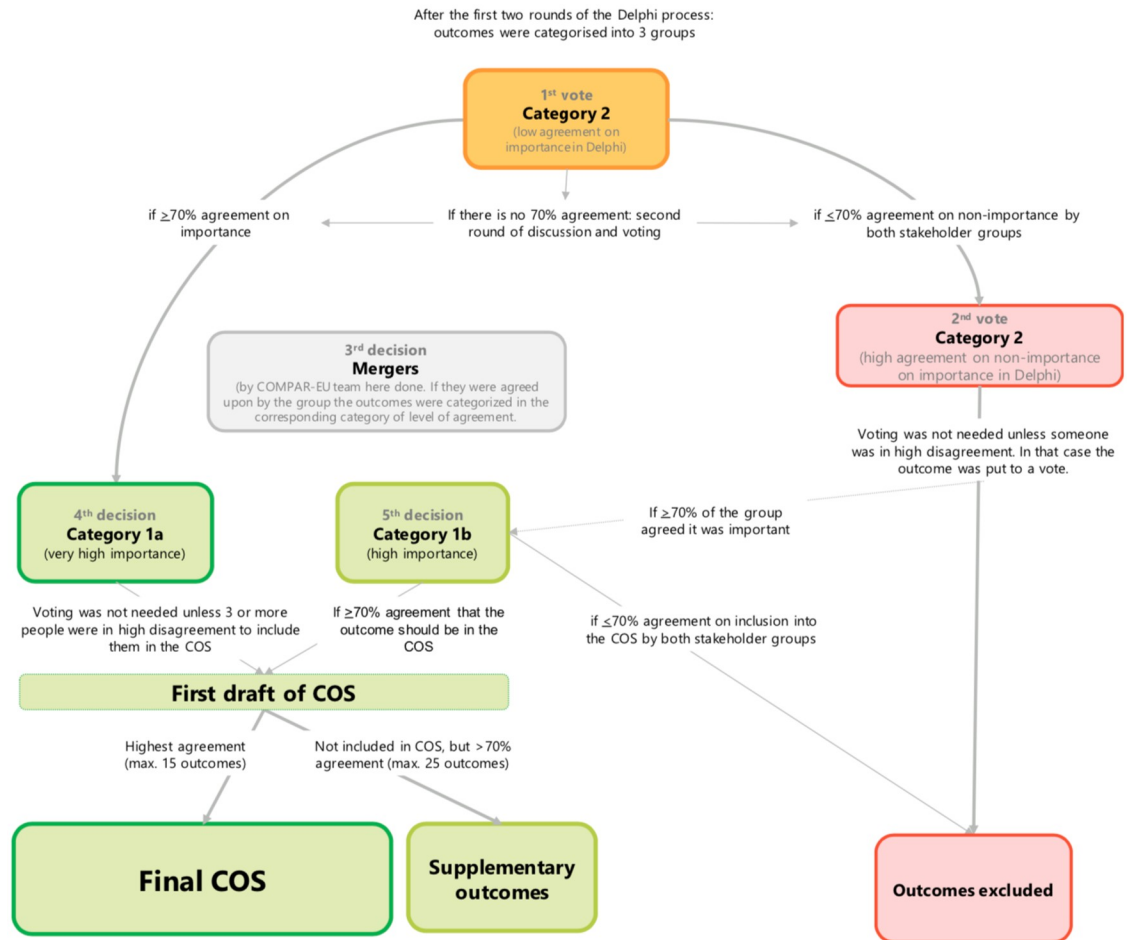 After the first two rounds of the Delphi process:
outcomes were categorised into 3 groups
1st vote
Category 2
(low agreement on
importance in Delphi)
if ≥70% agreement on
importance
If there is no 70% agreement: second
round of discussion and voting
if ≤70% agreement on non-importance by
both stakeholder groups
2nd vote
Category 2
(high agreement on non-importance
on importance in Delphi)
3rd decision
Mergers
(by COMPAR-EU team here done. If they were agreed
upon by the group the outcomes were categorized in the
corresponding category of level of agreement.
Voting was not needed unless someone
was in high disagreement. In that case the
outcome was put to a vote.
4th decision
Category 1a
(very high importance)
5th decision
Category 1b
(high importance)
If ≥70% of the group
agreed it was important
Voting was not needed unless 3 or more
people were in high disagreement to include
them in the COS
If ≥70% agreement that the
outcome should be in the
COS
if ≤70% agreement on inclusion into
the COS by both stakeholder groups
First draft of COS
Highest agreement
(max. 15 outcomes)
Not included in COS, but >70%
agreement (max. 25 outcomes)
Final COS
Supplementary
outcomes
Outcomes excluded